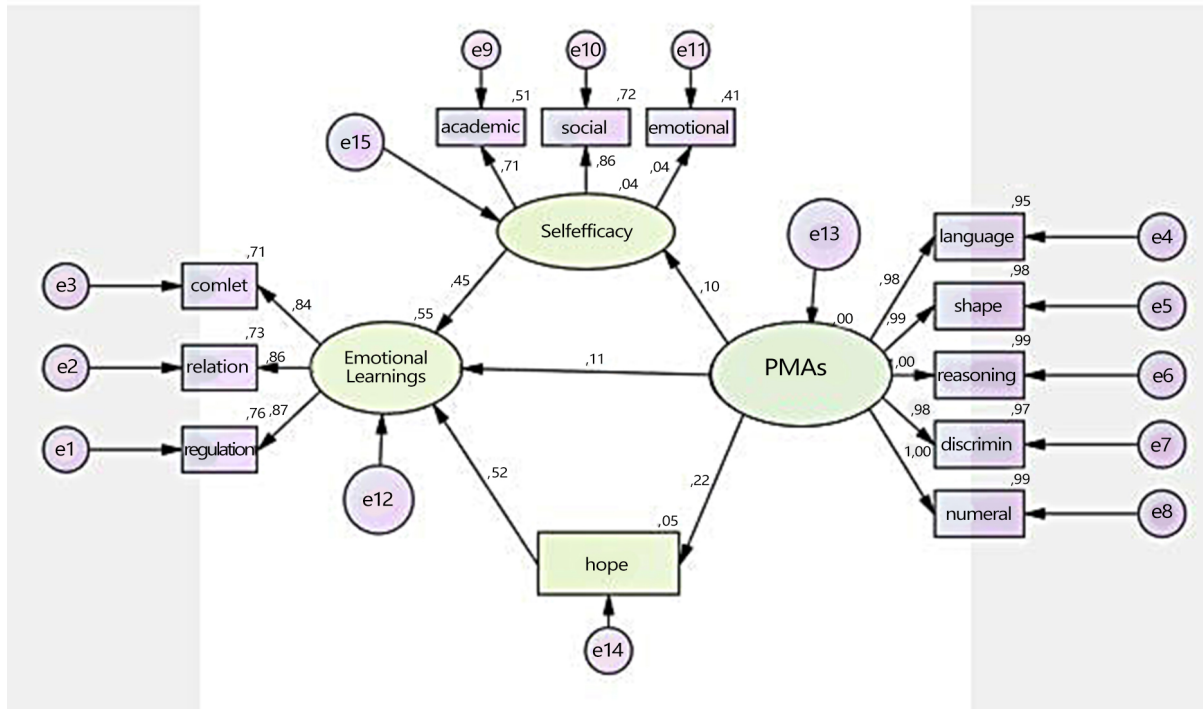 e9
e10
e11
,51
,72
,41
academic
social
emotional
e15
,71
,86
,04
,04
Selfefficacy
e13
,95
language
e4
,98
,98
shape
e5
,99
,00
,10
,45
,71
e3
comlet
,84
,55
,73
e2
relation
,86
Emotional
Learnings
,11
PMAs
,00
,99
reasoning
e6
,98
,97
discrimin
e7
1,00
,99
numeral
e8
,76
,87
e1
regulation
e12
,52
,22
,05
hope
e14